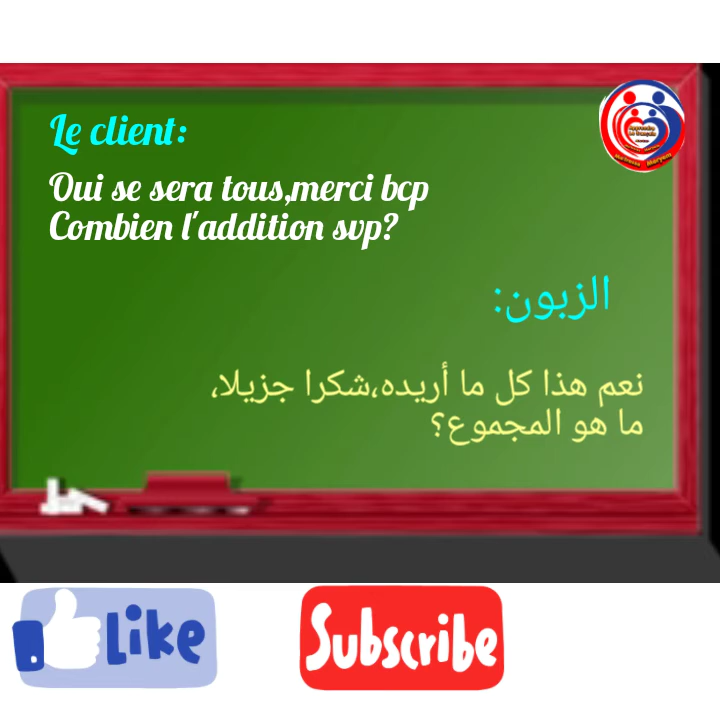 Le client:
Oui se sera tous,merci bcp
Combien l'addition svp?
الزبون:
نعم هذا كل ما أريده،شكرا جزيلا،
ما هو المجموع؟
Like
Subscribe